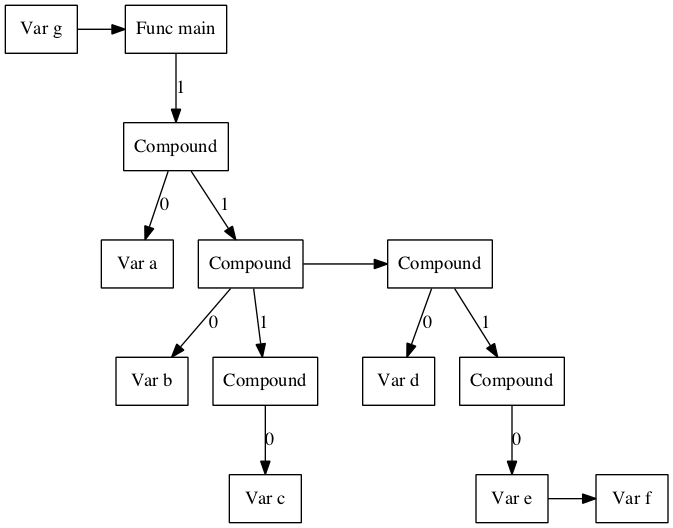 Var g
Func main
1
Compound
0
1
Var a
Compound
Compound
0
1
0
1
Var b
Compound
Var d
Compound
0
0
Var c
Var e
Var f